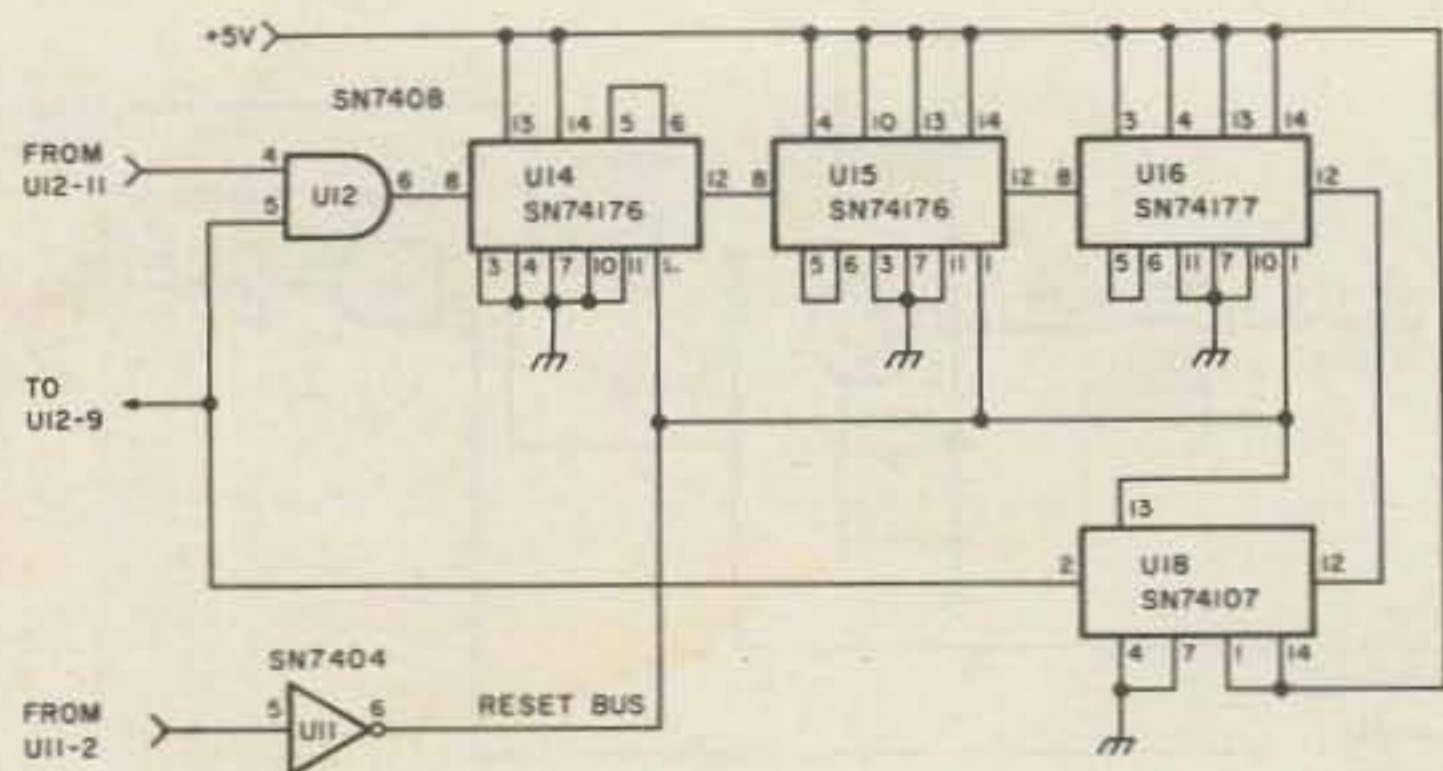 +5V
SN7408
13 14 5 6
4 10 13 14
3 4 13 14
FROM
U12-11
4
5
U12
6
8
U14
SN74176
12
8
U15
SN74176
12
8
U16
SN74177
12
3 4 7 10 11
5 6 3 7 11 1
5 6 11 7 10 1
TO
U12-9
13
2
U18
SN74107
12
4 7 1 14
SN7404
FROM
U11-2
5
U11
6
RESET BUS